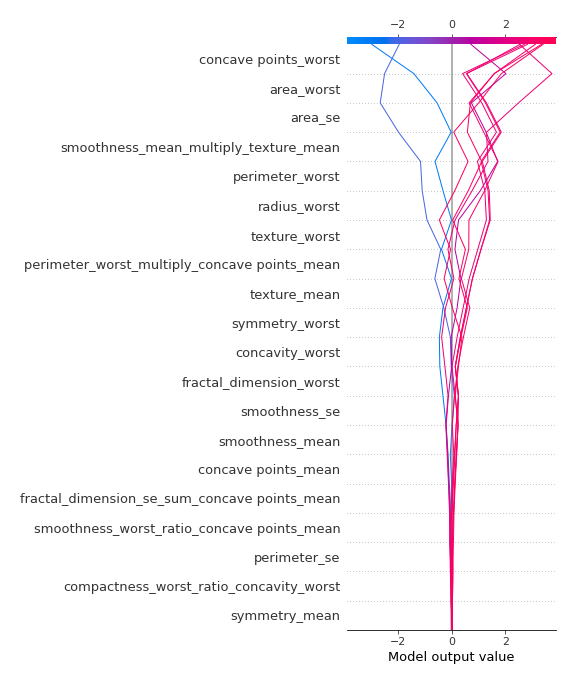 −2 0 2
concave points_worst
area_worst
area_se
smoothness_mean_multiply_texture_mean
perimeter_worst
radius_worst
texture_worst
perimeter_worst_multiply_concave points_mean
texture_mean
symmetry_worst
concavity_worst
fractal_dimension_worst
smoothness_se
smoothness_mean
concave points_mean
fractal_dimension_se_sum_concave points_mean
smoothness_worst_ratio_concave points_mean
perimeter_se
compactness_worst_ratio_concavity_worst
symmetry_mean
−2 0 2
Model output value